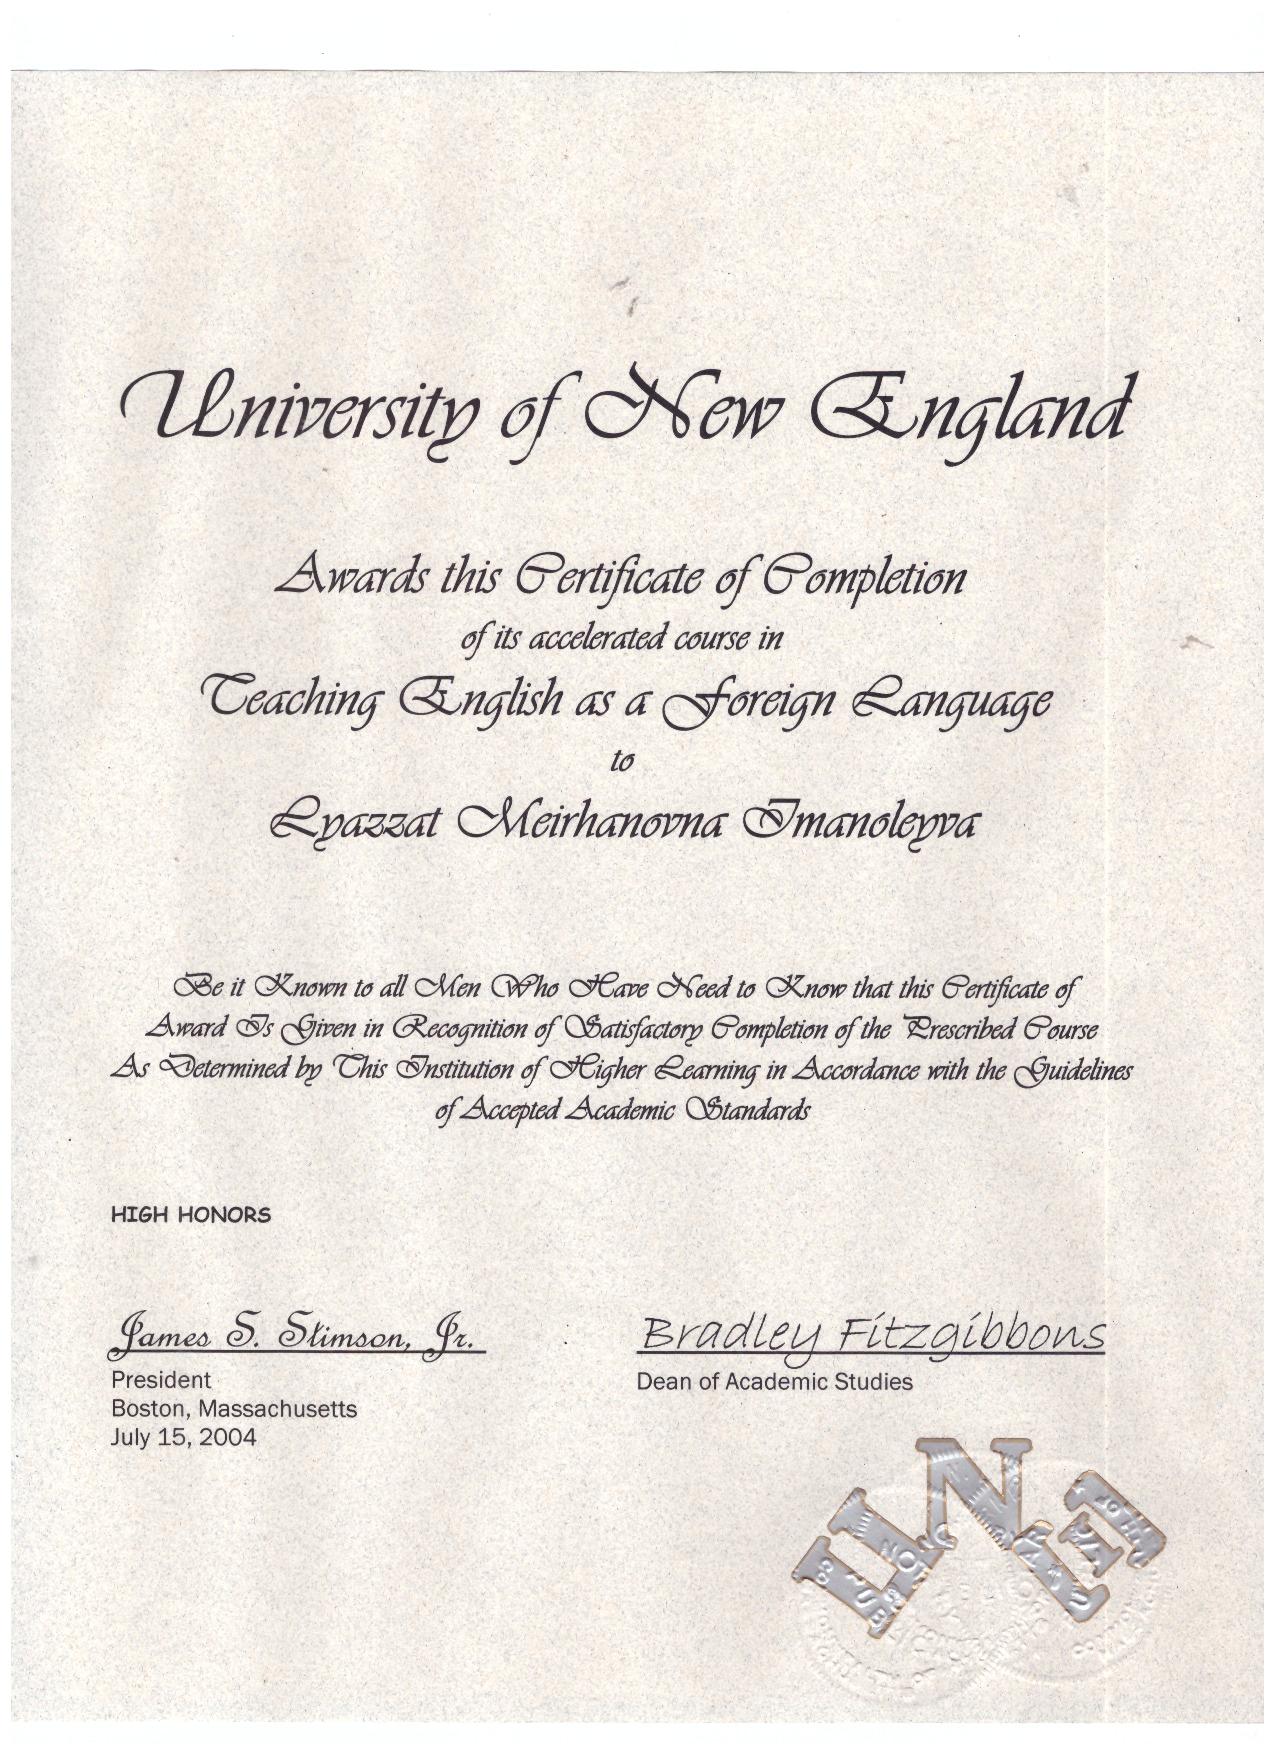 University of New England
Awards this Certificate of Completion
of its accelerated course in
Teaching English as a Foreign Language
to
Lyazzat Meirhanovna Imanoleyva
Be it Known to all Men Who Have Need to Know that this Certificate of
Award Is Given in Recognition of Satisfactory Completion of the Prescribed Course
As Determined by This Institution of Higher Learning in Accordance with the Guidelines
of Accepted Academic Standards
HIGH HONORS
James S. Stimson, Jr.
President
Boston, Massachusetts
July 15, 2004
Bradley Fitzgibbons
Dean of Academic Studies
UNE